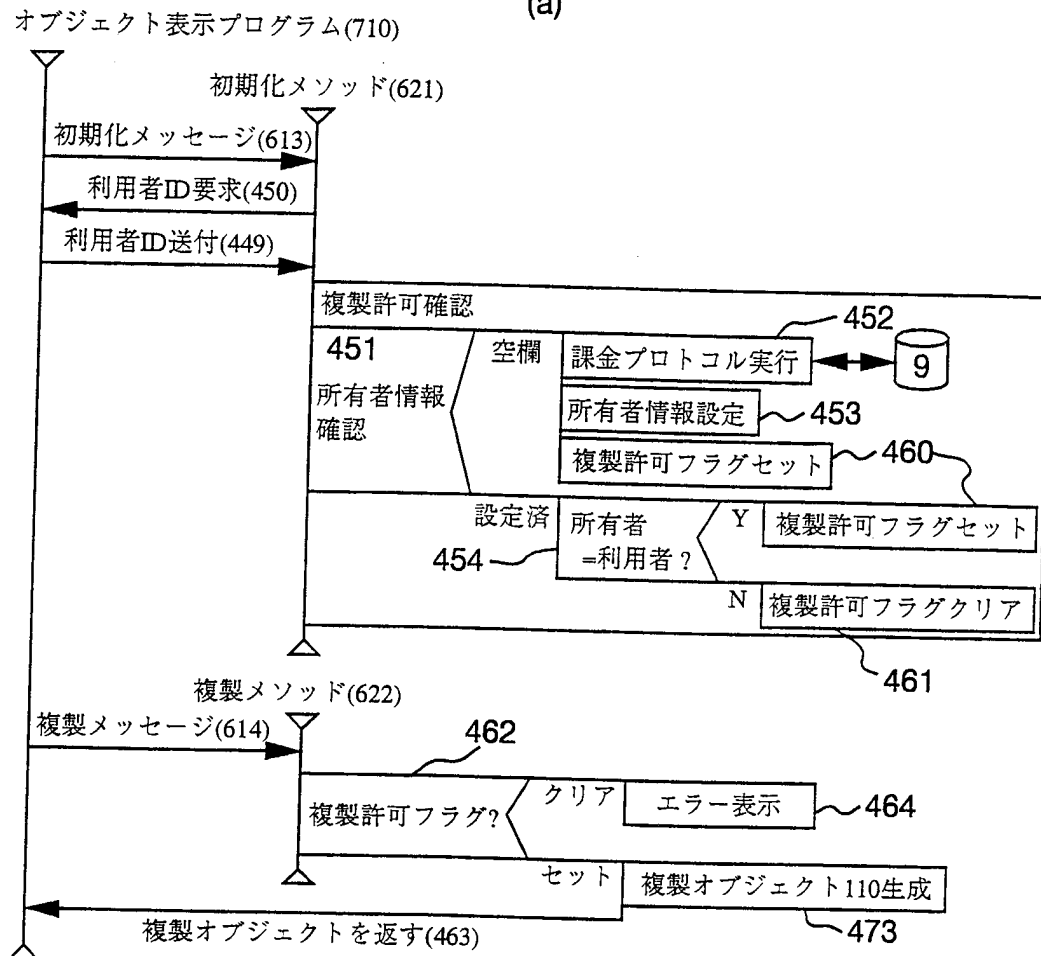 (a)
オブジェクト表示プログラム(710)
初期化メソッド(621)
初期化メッセージ(613)
利用者ID要求(450)
利用者ID送付(449)
複製許可確認
452
451
空欄
課金プロトコル実行
9
所有者情報
確認
所有者情報設定
453
複製許可フラグセット
460
設定済
所有者
=利用者?
Y
複製許可フラグセット
454
N
複製許可フラグクリア
461
複製メソッド(622)
複製メッセージ(614)
462
複製許可フラグ?
クリア
エラー表示
464
セット
複製オブジェクト110生成
複製オブジェクトを返す(463)
473